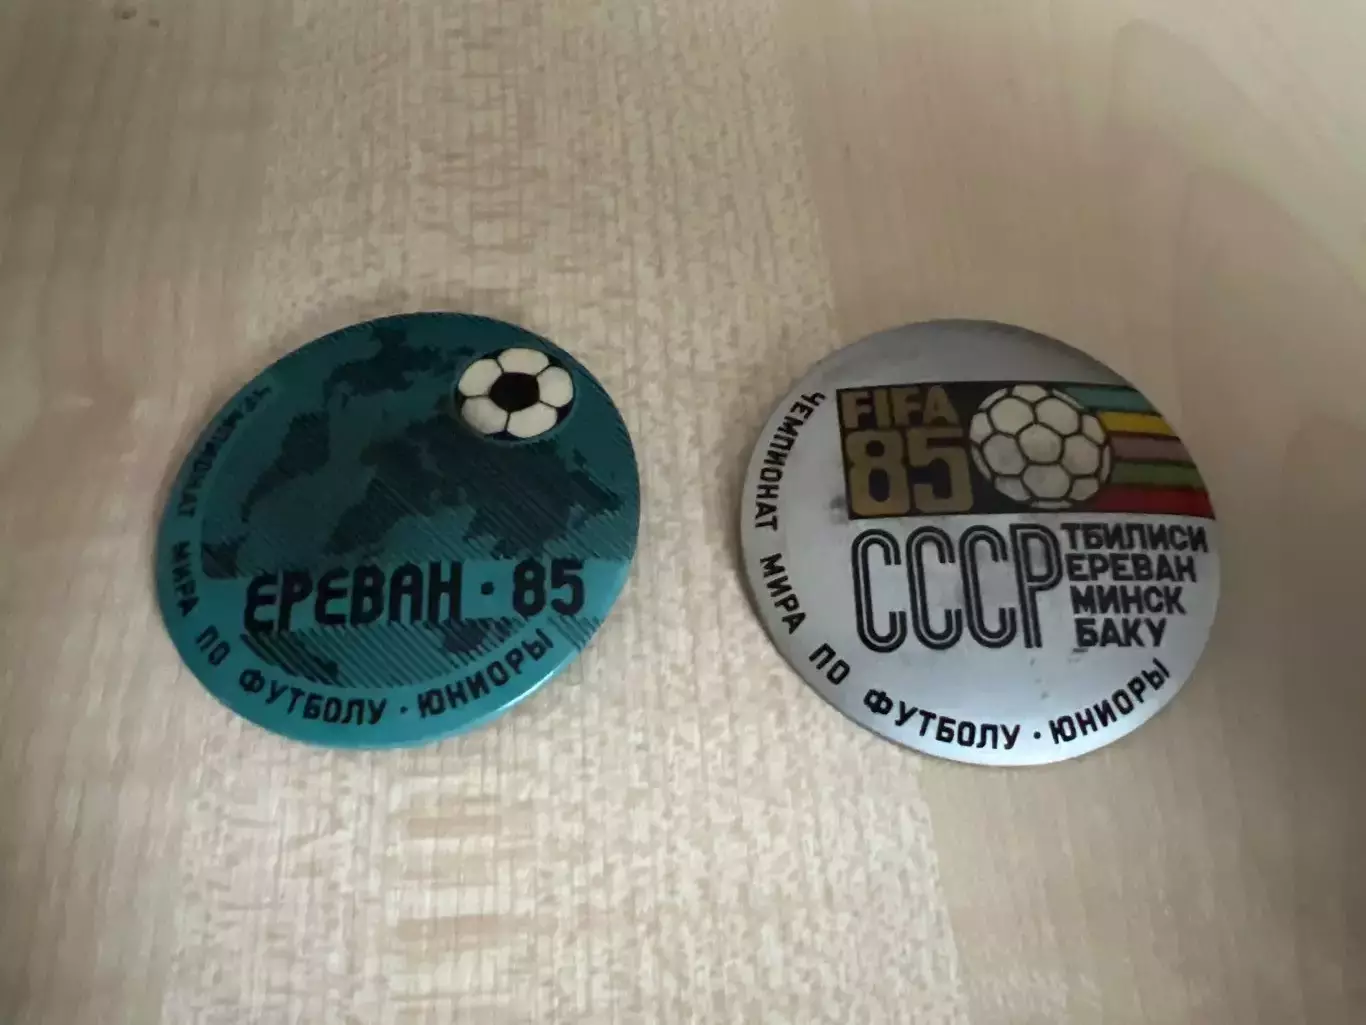 ЧЕМПИОНАТ МИРА ПО ФУТБОЛУ · ЮНИОРЫ
ЕРЕВАН · 85
ЧЕМПИОНАТ МИРА ПО ФУТБОЛУ · ЮНИОРЫ
FIFA
85
СССР
ТБИЛИСИ
ЕРЕВАН
МИНСК
БАКУ